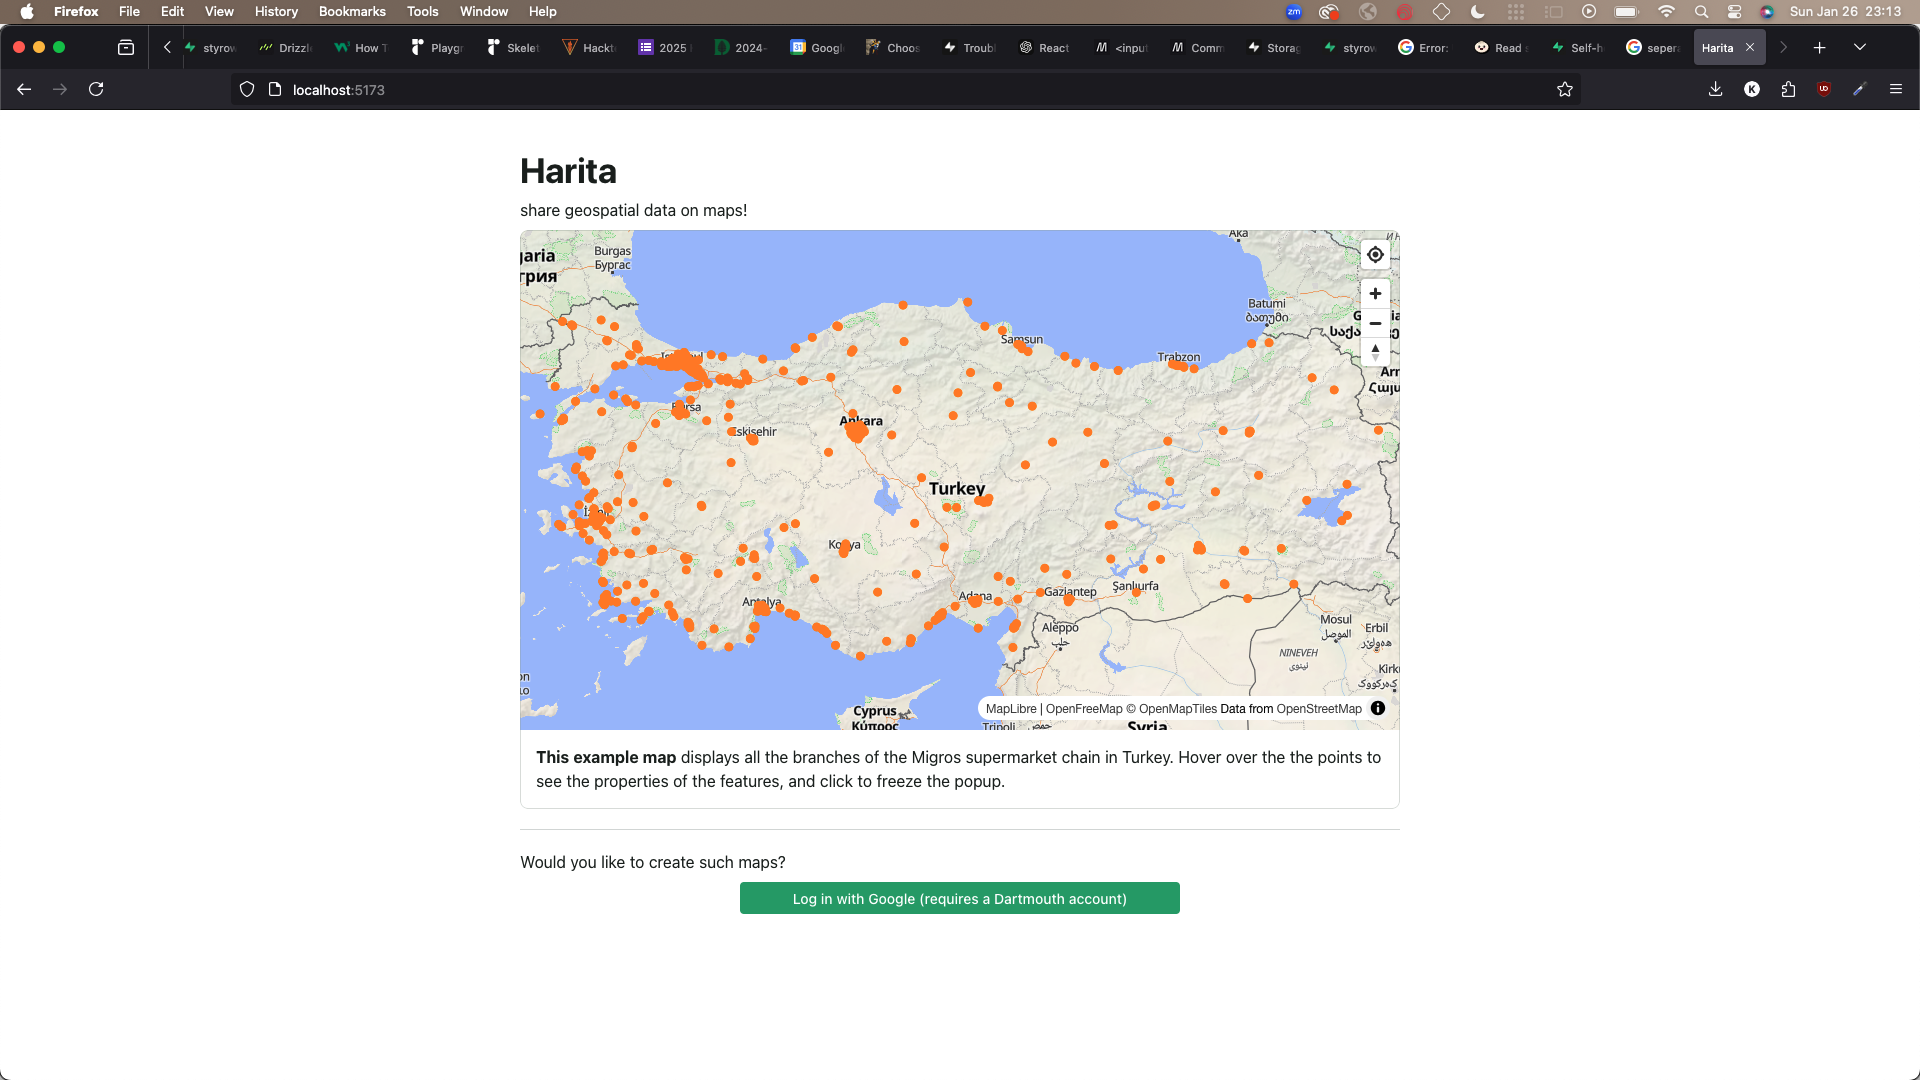 Firefox File Edit View History Bookmarks Tools Window Help
zm
Sun Jan 26 23:13
styrow Drizzl How T Playgr Skelet Hackt 2025 2024- Googl Choos Troubl React <input Comm Storag styrow Error: Read Self-h seper Harita
localhost:5173
K
Harita
share geospatial data on maps!
Burgas
Бургас
garia
грия
Samsun
Batumi
ბათუმი
Trabzon
Ankara
Eskisehir
Turkey
Konya
Antalya
Adana
Gaziantep
Şanlıurfa
Aleppo
حلب
Mosul
الموصل
Erbil
NINEVEH
نينوى
Cyprus
Κύπρος
Tripoli
Syria
MapLibre | OpenFreeMap © OpenMapTiles Data from OpenStreetMap
This example map displays all the branches of the Migros supermarket chain in Turkey. Hover over the the points to
see the properties of the features, and click to freeze the popup.
Would you like to create such maps?
Log in with Google (requires a Dartmouth account)